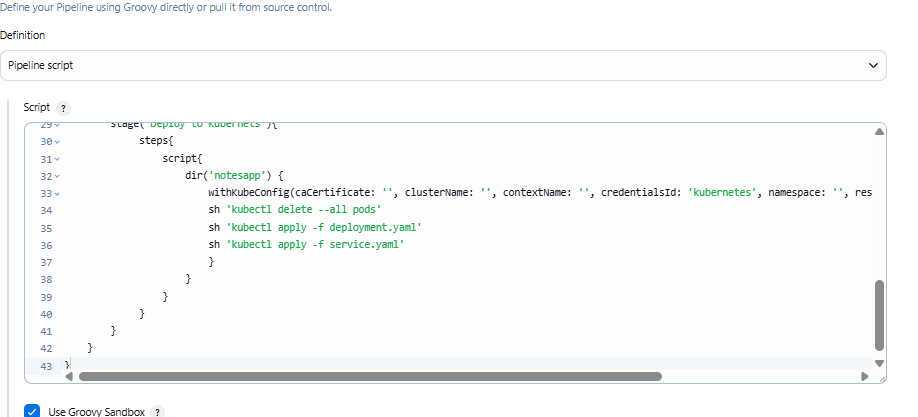 Define your Pipeline using Groovy directly or pull it from source control.
Definition
Pipeline script
Script ?
29 stage('Deploy to Kubernets'){
30 steps{
31 script{
32 dir('notesapp') {
33 withKubeConfig(caCertificate: '', clusterName: '', contextName: '', credentialsId: 'kubernetes', namespace: '', res
34 sh 'kubectl delete --all pods'
35 sh 'kubectl apply -f deployment.yaml'
36 sh 'kubectl apply -f service.yaml'
37 }
38 }
39 }
40 }
41 }
42 }
43 }
Use Groovy Sandbox ?